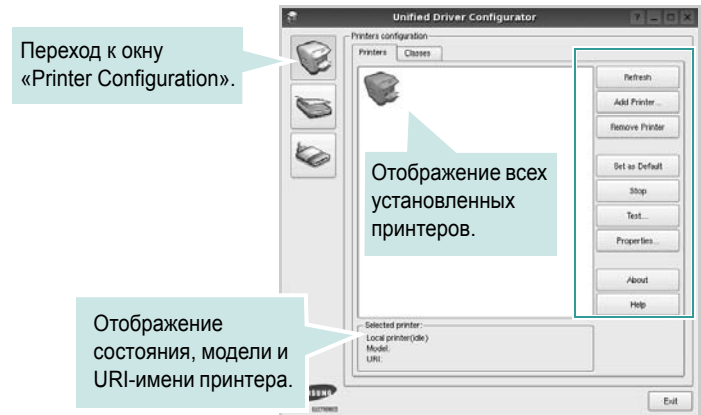 Unified Driver Configurator
Переход к окну
«Printer Configuration».
Printers configuration
Printers
Classes
Refresh
Add Printer...
Remove Printer
Set as Default
Stop
Test...
Properties...
About
Help
Отображение всех
установленных
принтеров.
Отображение
состояния, модели и
URI-имени принтера.
Selected printer:
Local printer(idle)
Model:
URI:
ELECTRONICS
Exit